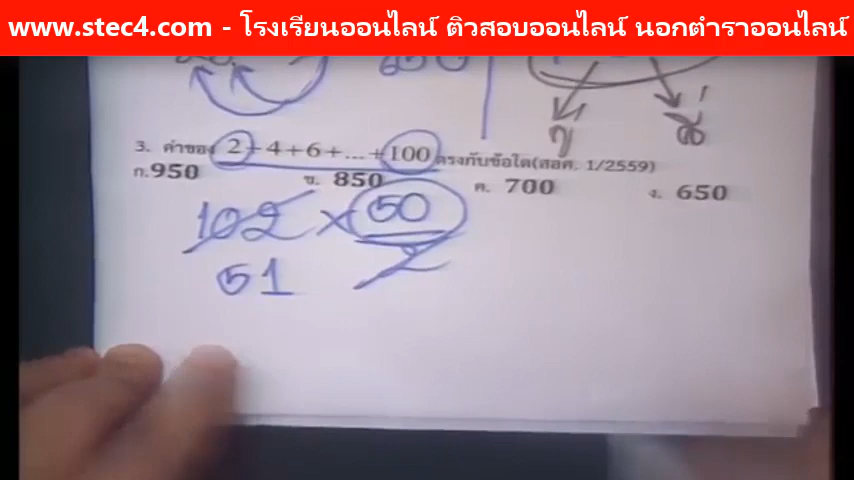 www.stec4.com - โรงเรียนออนไลน์ ติวสอบออนไลน์ นอกตำราออนไลน์
3. ค่าของ 2+4+6+...+100 ตรงกับข้อใด(สอศ. 1/2559)
ก.950 ข. 850 ค. 700 ง. 650
102 × 50
51 2